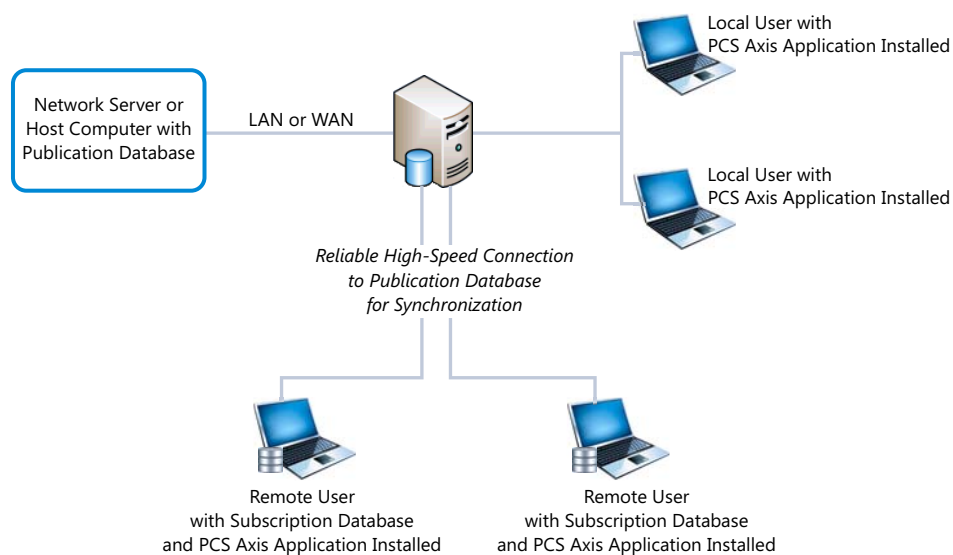 Local User with
PCS Axis Application Installed
Network Server or
Host Computer with
Publication Database
LAN or WAN
Local User with
PCS Axis Application Installed
Reliable High-Speed Connection
to Publication Database
for Synchronization
Remote User
with Subscription Database
and PCS Axis Application Installed
Remote User
with Subscription Database
and PCS Axis Application Installed